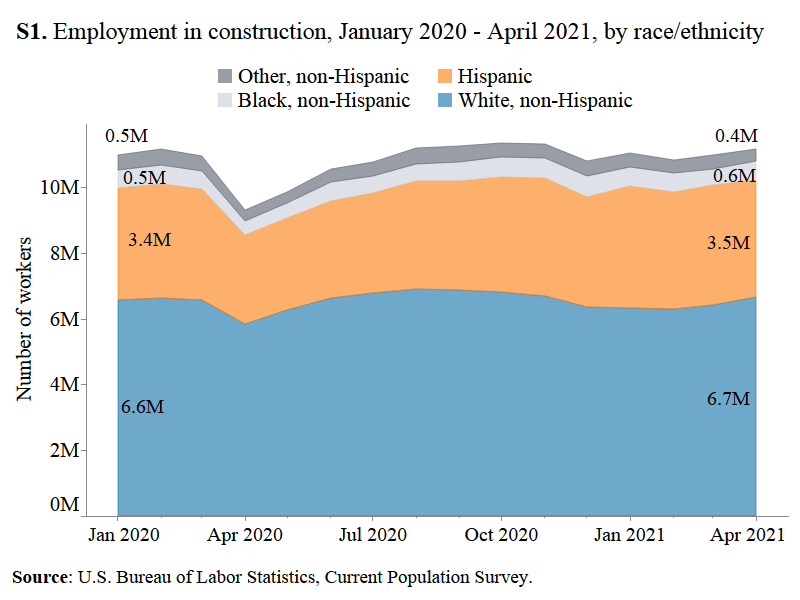 S1. Employment in construction, January 2020 - April 2021, by race/ethnicity
Other, non-Hispanic Hispanic
Black, non-Hispanic White, non-Hispanic
0.5M 0.4M
0.5M 0.6M
10M
3.4M 3.5M
8M
6M
4M
6.6M 6.7M
2M
0M
Number of workers
Jan 2020 Apr 2020 Jul 2020 Oct 2020 Jan 2021 Apr 2021
Source: U.S. Bureau of Labor Statistics, Current Population Survey.